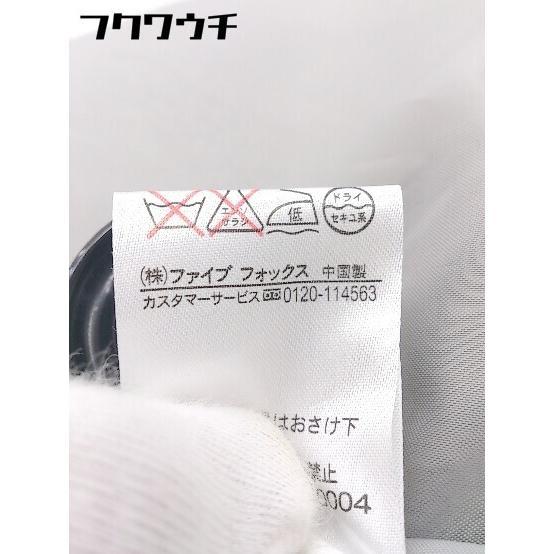 フクワウチ
エンソ
サラシ
低
ドライ
セキユ系
(株)ファイブ フォックス 中国製
カスタマーサービス 0120-114563
はおさけ下
禁止
0004